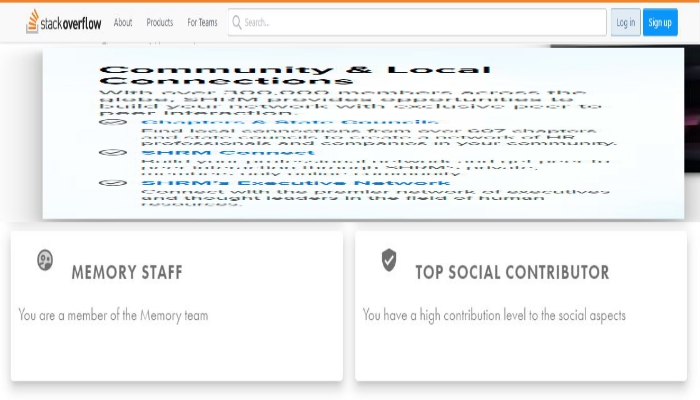 stackoverflow About Products For Teams Search... Log in Sign up
Community & Local
Connections
With over 300,000 members across the
globe, SHRM provides opportunities to
build your network with exclusive peer to
peer interaction.
Chapters & State Councils
Find local connections from over 607 chapters
and state councils to create a network of HR
professionals and companies in your community.
SHRM Connect
Build your professional network and get peer to
peer interaction through SHRM's private,
members only online community.
SHRM's Executive Network
Connect with the premier network of executives
and thought leaders in the field of human
resources.
MEMORY STAFF
You are a member of the Memory team
TOP SOCIAL CONTRIBUTOR
You have a high contribution level to the social aspects